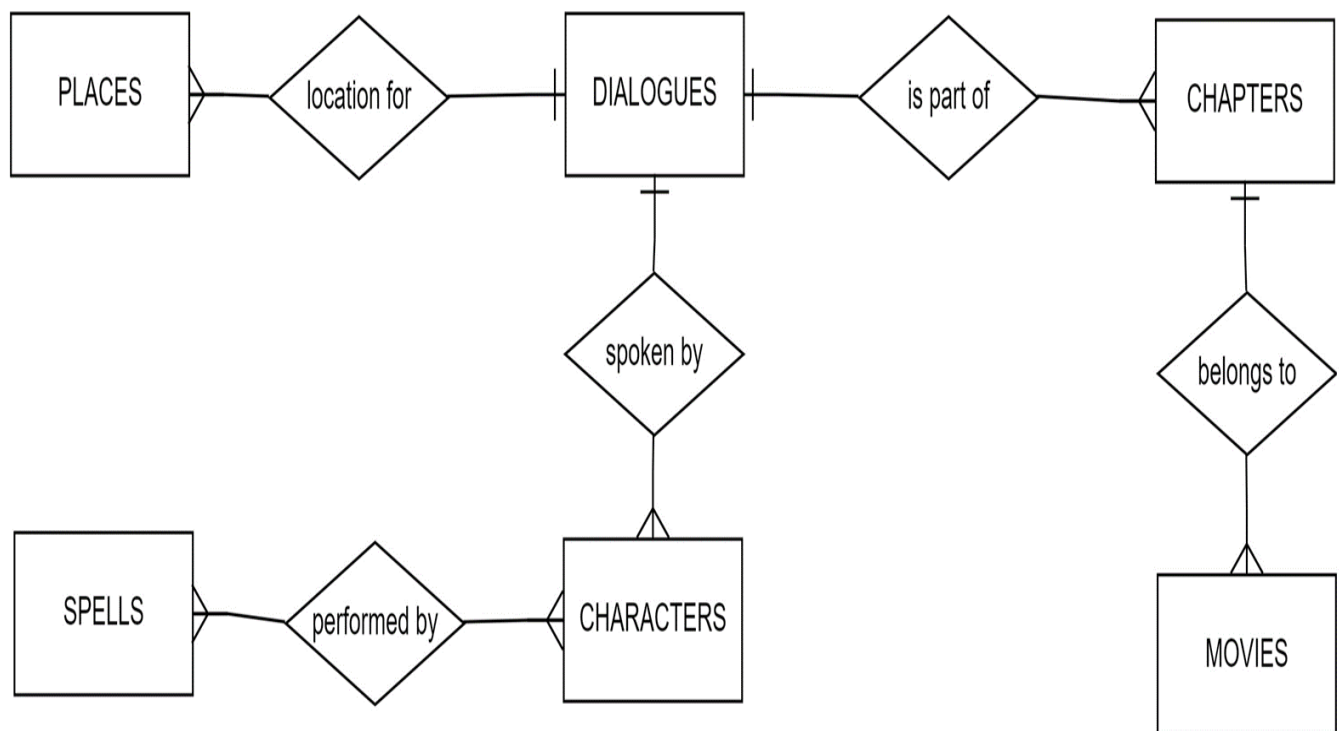 PLACES
location for
DIALOGUES
is part of
CHAPTERS
spoken by
belongs to
SPELLS
performed by
CHARACTERS
MOVIES